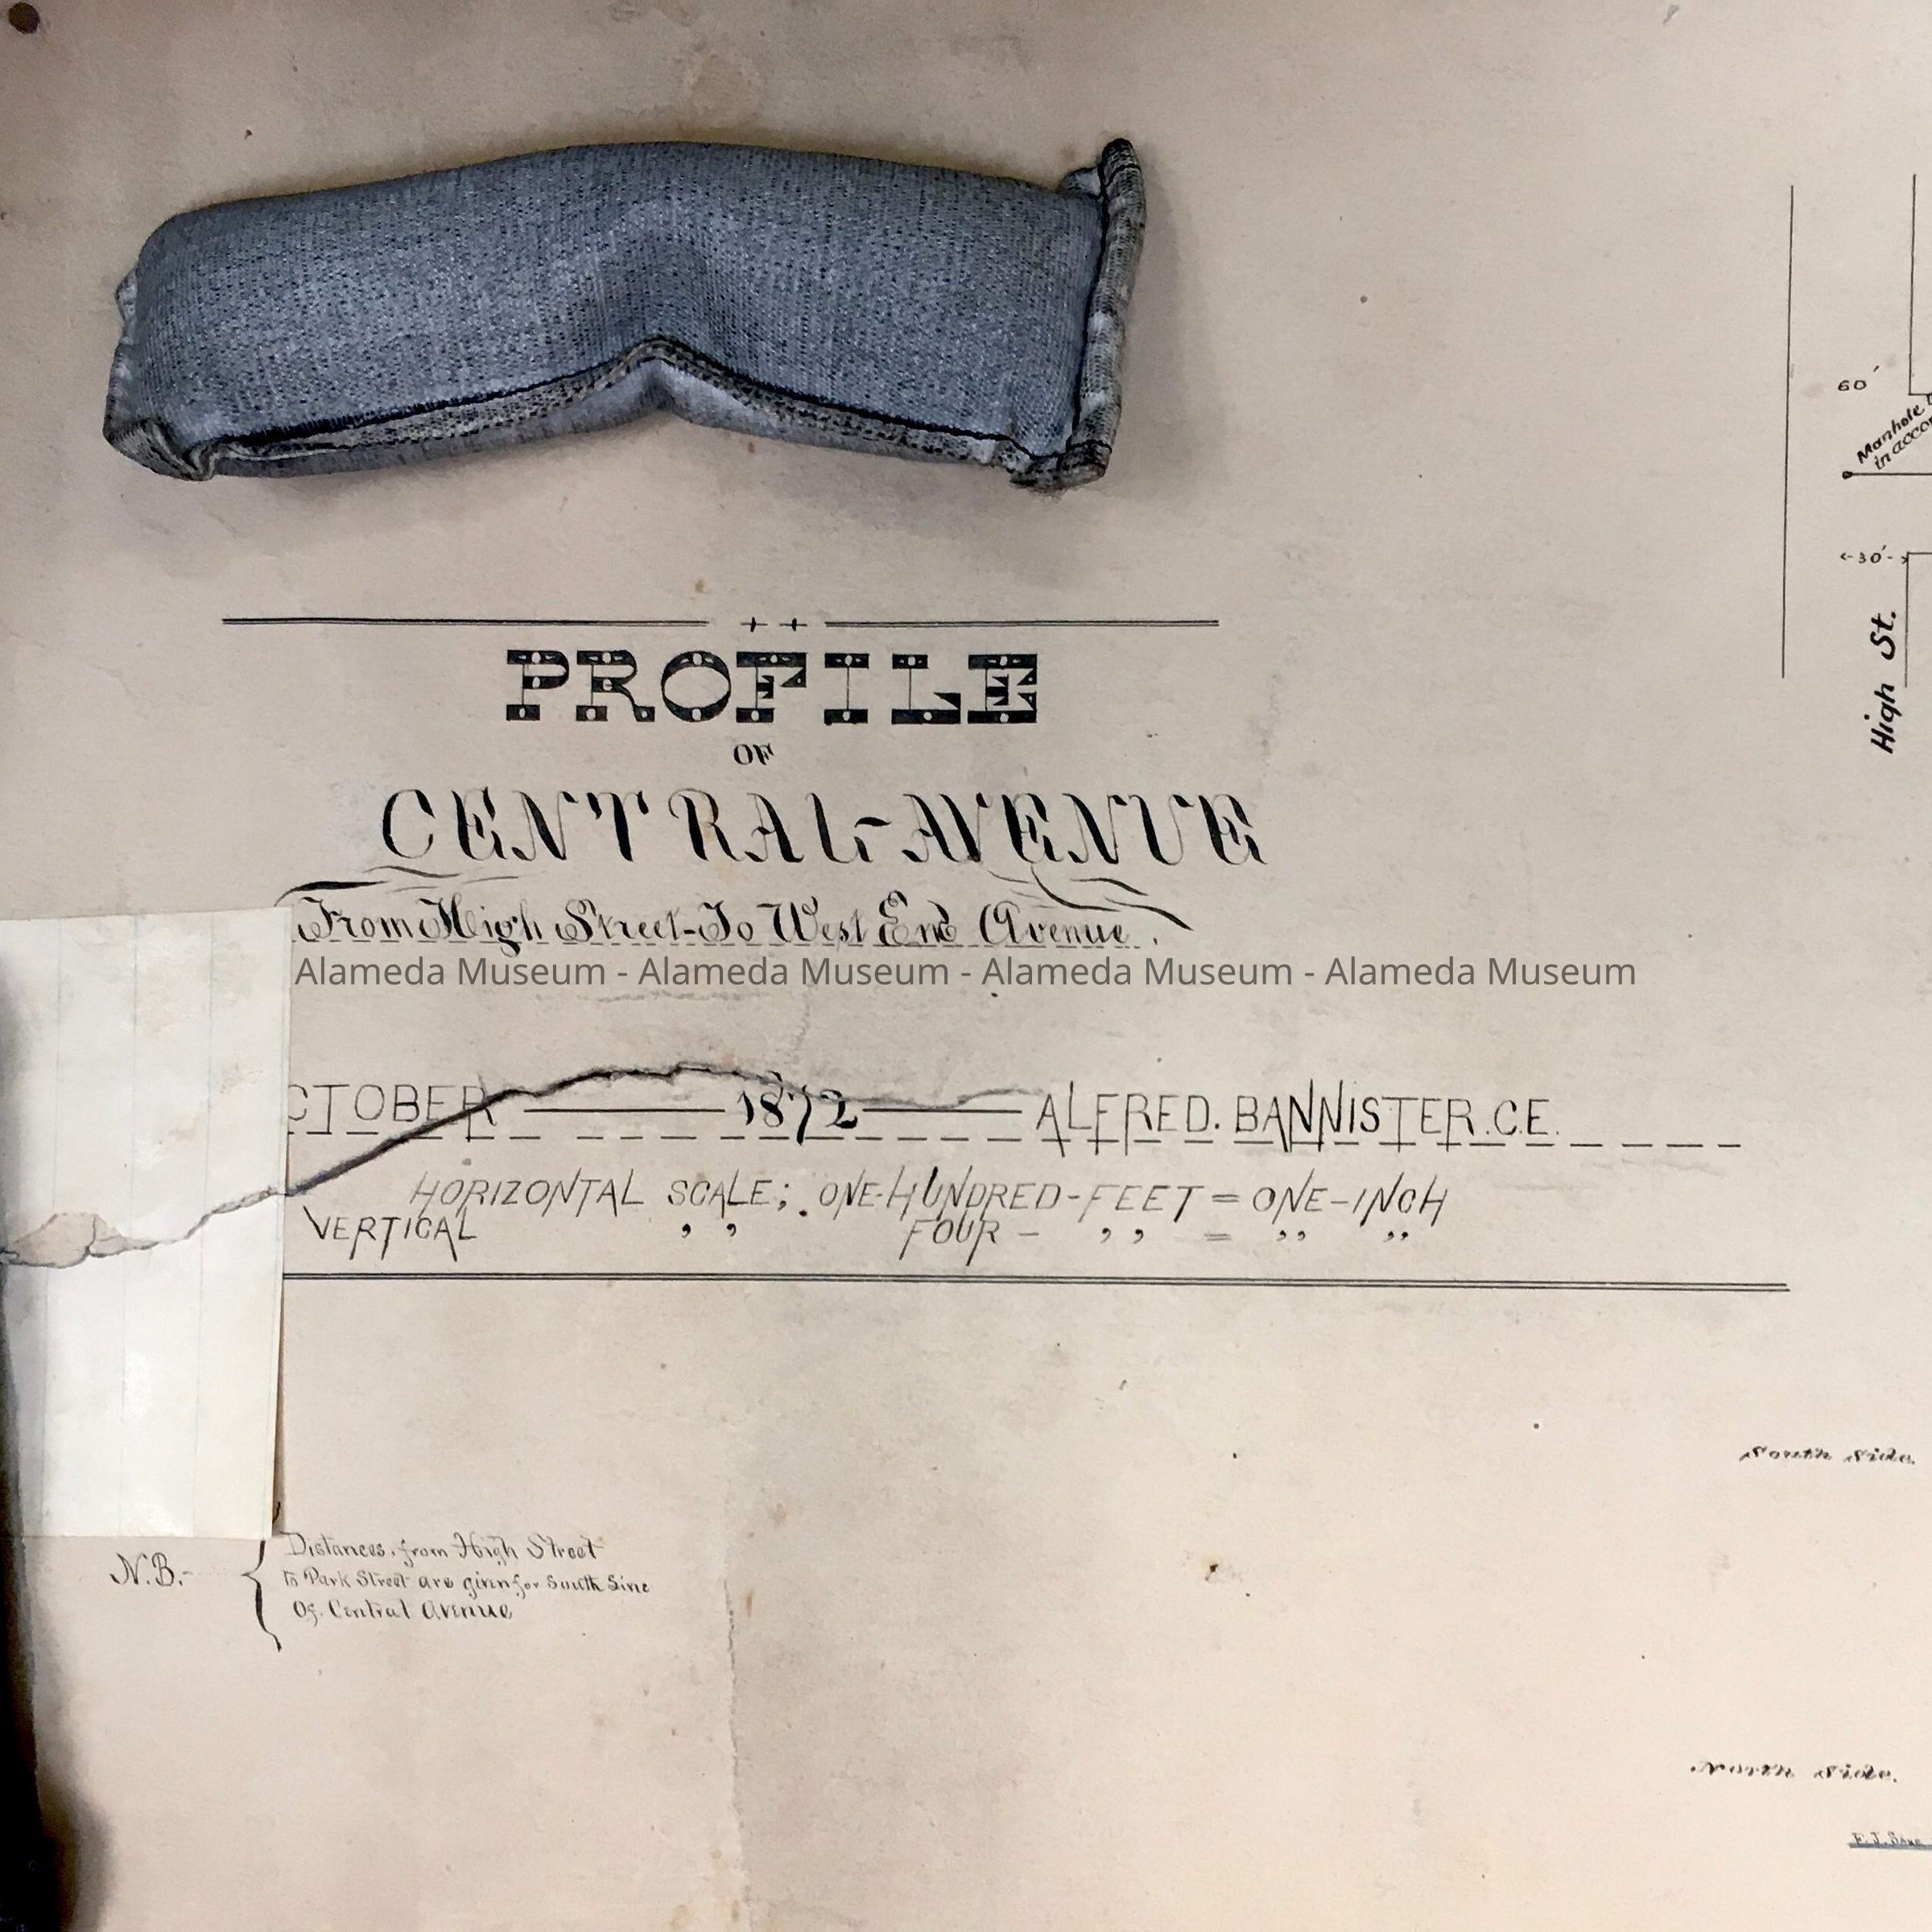 PROFILE
OF
CENTRAL-AVENUE
From High Street-To West End Avenue.
Alameda Museum - Alameda Museum - Alameda Museum - Alameda Museum
CTOBER 1872 ALFRED. BANNISTER. C.E.
HORIZONTAL SCALE; ONE-HUNDRED-FEET = ONE-INCH
VERTICAL ,, FOUR - ,, = ,, ,,
N.B.-
Distances, from High Street
to Park Street are given for South Side
Of. Central Avenue
60'
Manhole
in
30'
High St.
South Side.
North Side.
F. J.